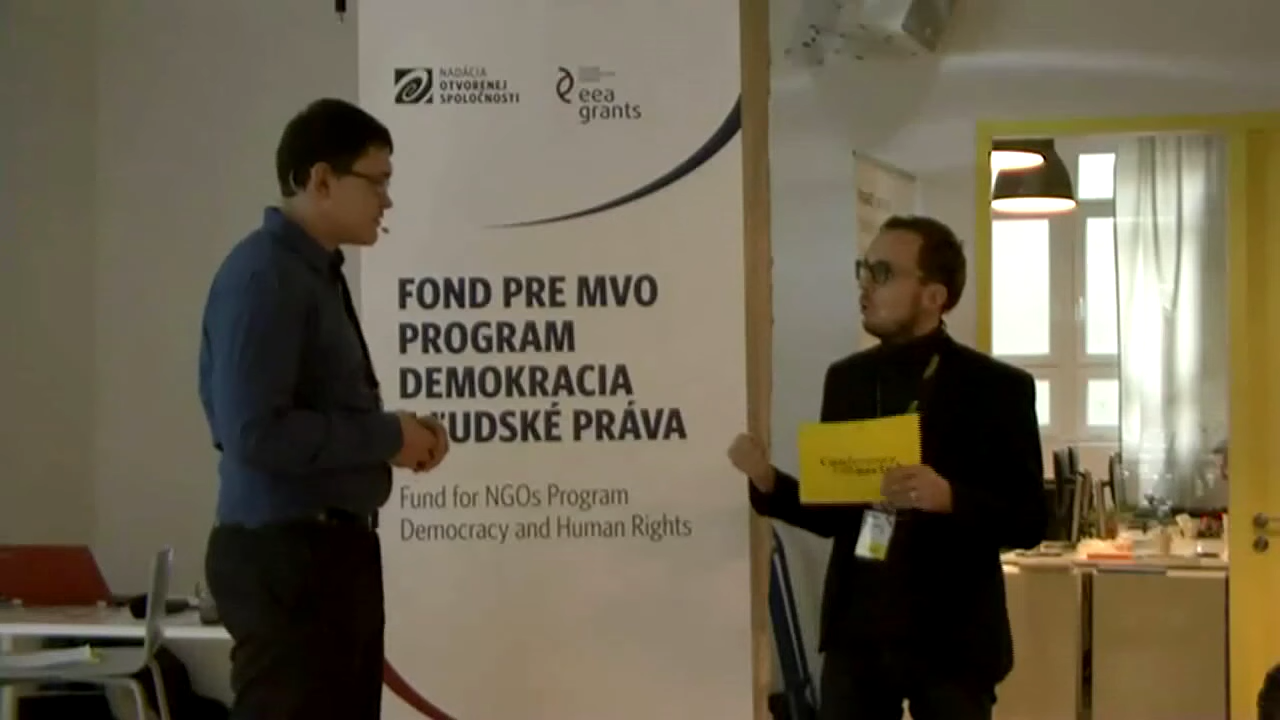 NADÁCIA
OTVORENEJ
SPOLOČNOSTI
eea
grants
FOND PRE MVO
PROGRAM
DEMOKRACIA
ĽUDSKÉ PRÁVA
Fund for NGOs Program
Democracy and Human Rights